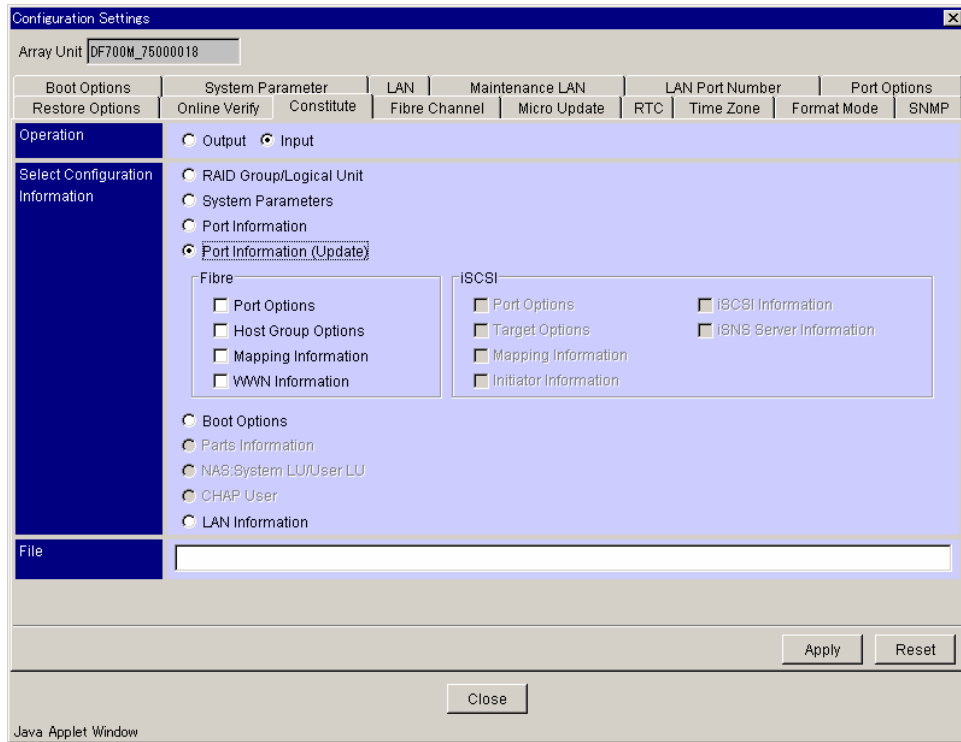 Configuration Settings
Array Unit DF700M_75000018
Boot Options System Parameter LAN Maintenance LAN LAN Port Number Port Options
Restore Options Online Verify Constitute Fibre Channel Micro Update RTC Time Zone Format Mode SNMP
Operation
Output Input
Select Configuration Information
RAID Group/Logical Unit
System Parameters
Port Information
Port Information (Update)
Fibre
Port Options
Host Group Options
Mapping Information
WWN Information
iSCSI
Port Options
Target Options
Mapping Information
Initiator Information
iSCSI Information
iSNS Server Information
Boot Options
Parts Information
NAS:System LU/User LU
CHAP User
LAN Information
File
Apply Reset
Close
Java Applet Window